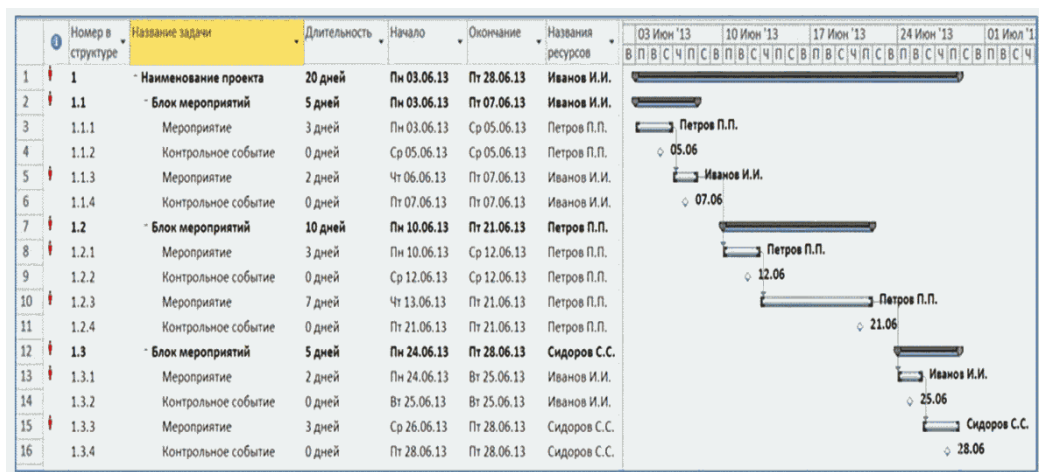 Номер в структуре Название задачи Длительность Начало Окончание Названия ресурсов 03 Июн '13 10 Июн '13 17 Июн '13 24 Июн '13 01 Июл '1
В П В С Ч П С В П В С Ч П С В П В С Ч П С В П В С Ч П С В П В С Ч
1 1 Наименование проекта 20 дней Пн 03.06.13 Пт 28.06.13 Иванов И.И.
2 1.1 Блок мероприятий 5 дней Пн 03.06.13 Пт 07.06.13 Иванов И.И.
3 1.1.1 Мероприятие 3 дней Пн 03.06.13 Ср 05.06.13 Петров П.П. Петров П.П.
4 1.1.2 Контрольное событие 0 дней Ср 05.06.13 Ср 05.06.13 Петров П.П. 05.06
5 1.1.3 Мероприятие 2 дней Чт 06.06.13 Пт 07.06.13 Иванов И.И. Иванов И.И.
6 1.1.4 Контрольное событие 0 дней Пт 07.06.13 Пт 07.06.13 Иванов И.И. 07.06
7 1.2 Блок мероприятий 10 дней Пн 10.06.13 Пт 21.06.13 Петров П.П.
8 1.2.1 Мероприятие 3 дней Пн 10.06.13 Ср 12.06.13 Петров П.П. Петров П.П.
9 1.2.2 Контрольное событие 0 дней Ср 12.06.13 Ср 12.06.13 Петров П.П. 12.06
10 1.2.3 Мероприятие 7 дней Чт 13.06.13 Пт 21.06.13 Петров П.П. Петров П.П.
11 1.2.4 Контрольное событие 0 дней Пт 21.06.13 Пт 21.06.13 Петров П.П. 21.06
12 1.3 Блок мероприятий 5 дней Пн 24.06.13 Пт 28.06.13 Сидоров С.С.
13 1.3.1 Мероприятие 2 дней Пн 24.06.13 Вт 25.06.13 Иванов И.И. Иванов И.И.
14 1.3.2 Контрольное событие 0 дней Вт 25.06.13 Вт 25.06.13 Иванов И.И. 25.06
15 1.3.3 Мероприятие 3 дней Ср 26.06.13 Пт 28.06.13 Сидоров С.С. Сидоров С.С.
16 1.3.4 Контрольное событие 0 дней Пт 28.06.13 Пт 28.06.13 Сидоров С.С. 28.06